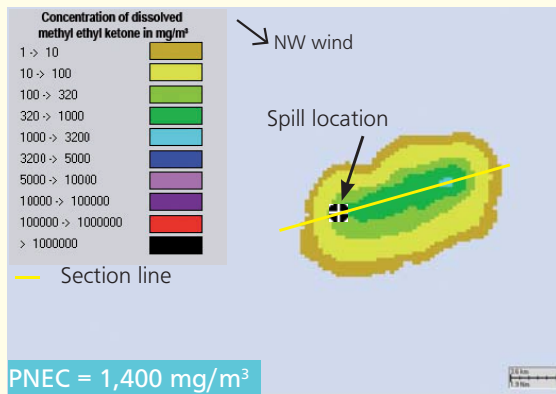 Concentration of dissolved
methyl ethyl ketone in mg/m³
1 -> 10
10 -> 100
100 -> 320
320 -> 1000
1000 -> 3200
3200 -> 5000
5000 -> 10000
10000 -> 100000
100000 -> 1000000
> 1000000
Section line
NW wind
Spill location
PNEC = 1,400 mg/m³